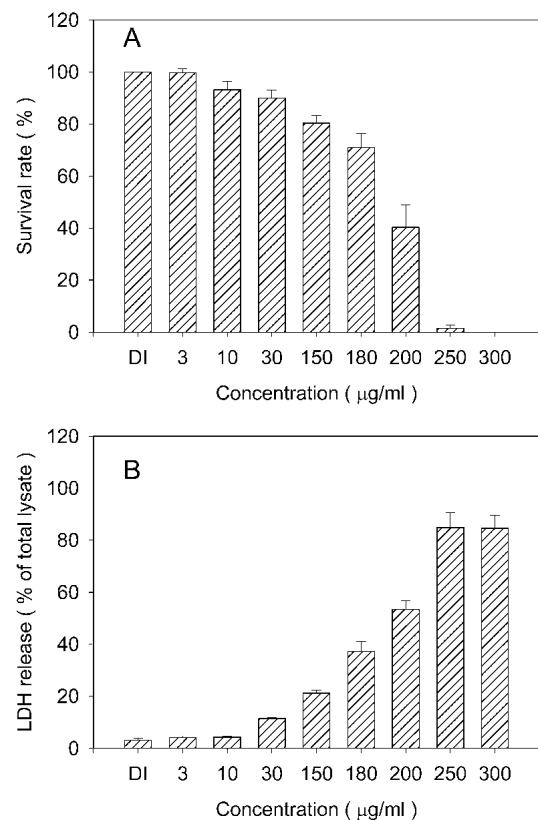 A
120
100
80
60
40
20
0
Survival rate ( % )
DI 3 10 30 150 180 200 250 300
Concentration ( μg/ml )
B
120
100
80
60
40
20
0
LDH release ( % of total lysate )
DI 3 10 30 150 180 200 250 300
Concentration ( μg/ml )